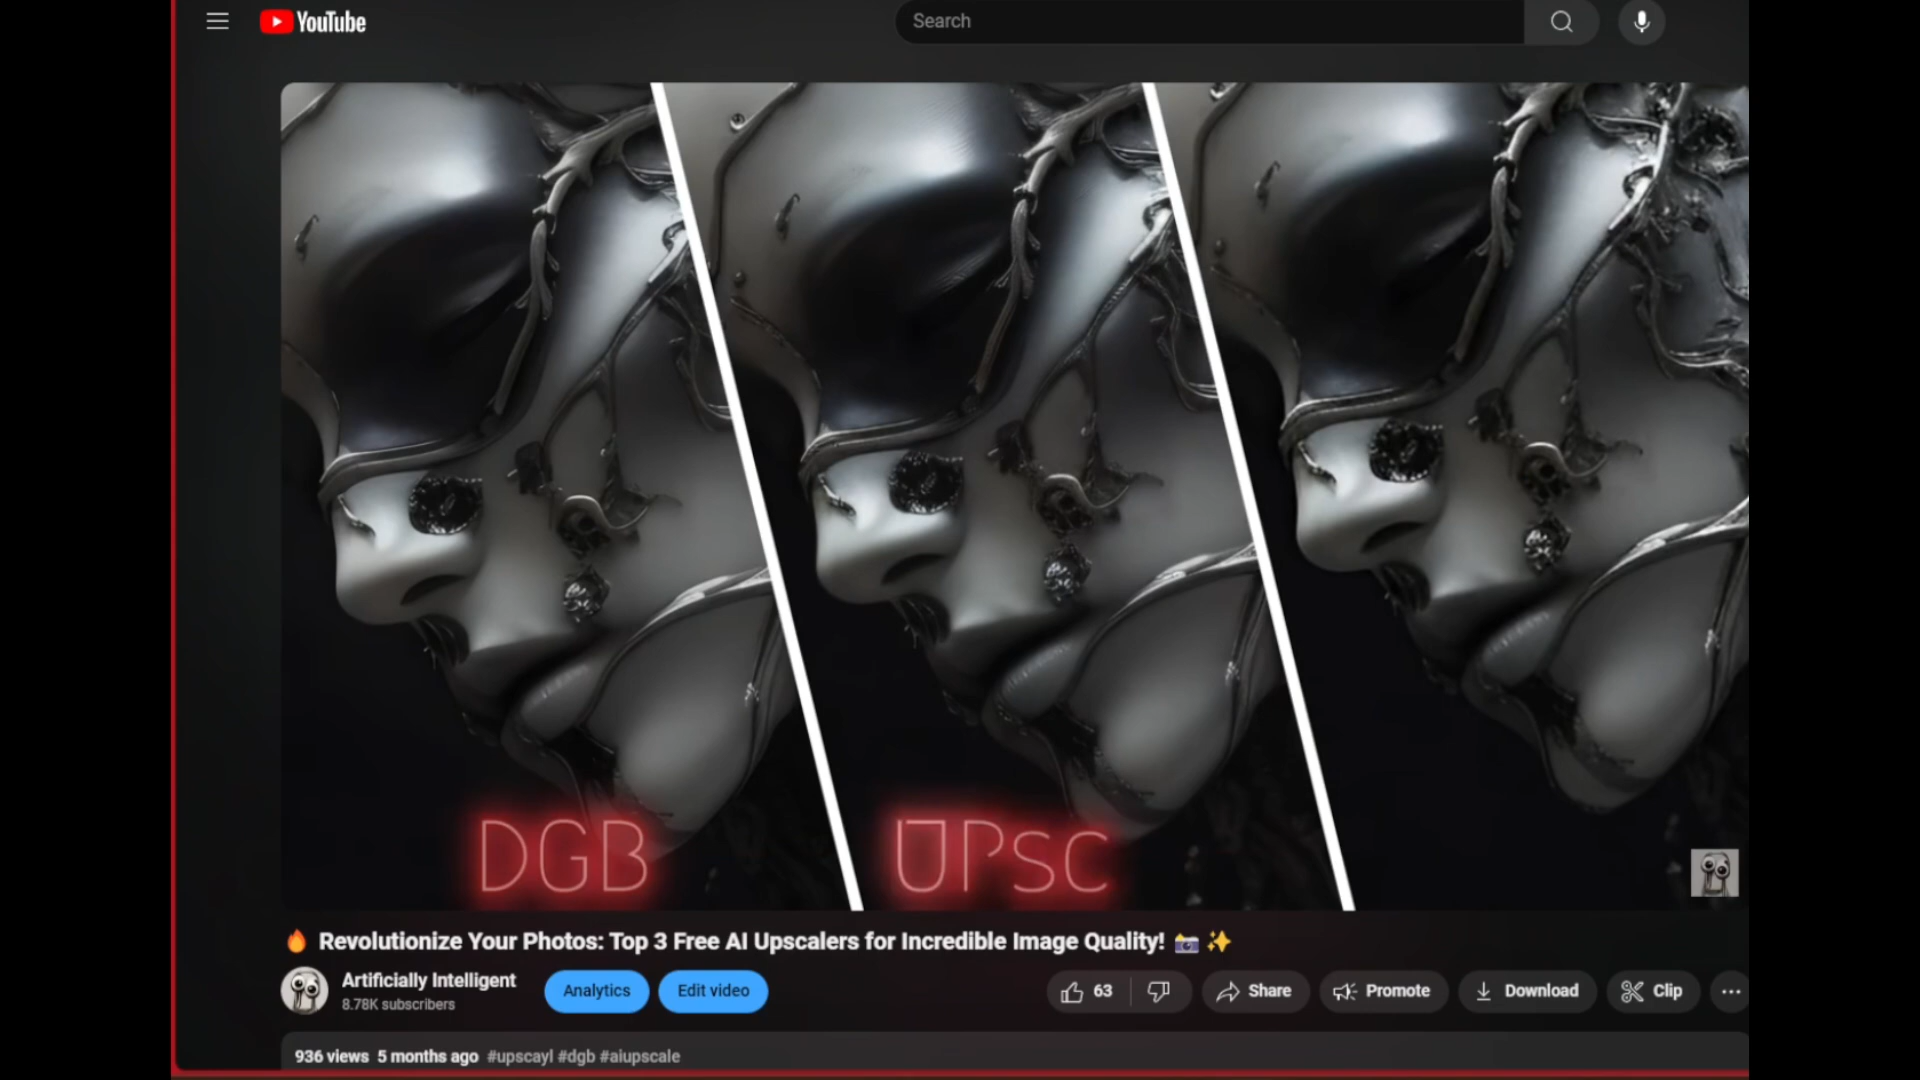 YouTube
Search
DGB
UPSC
Revolutionize Your Photos: Top 3 Free AI Upscalers for Incredible Image Quality!
Artificially Intelligent
8.78K subscribers
Analytics
Edit video
63
Share
Promote
Download
Clip
936 views 5 months ago #upscayl #dgb #aiupscale